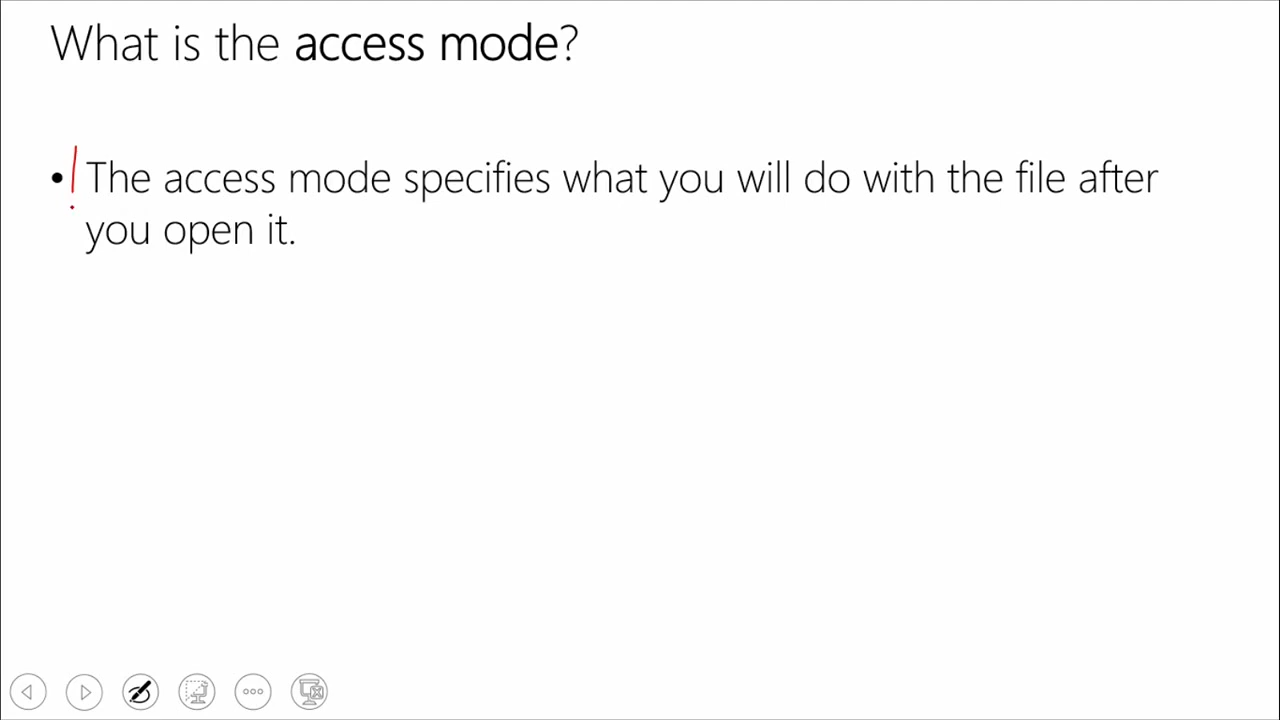 What is the access mode?
• The access mode specifies what you will do with the file after
you open it.